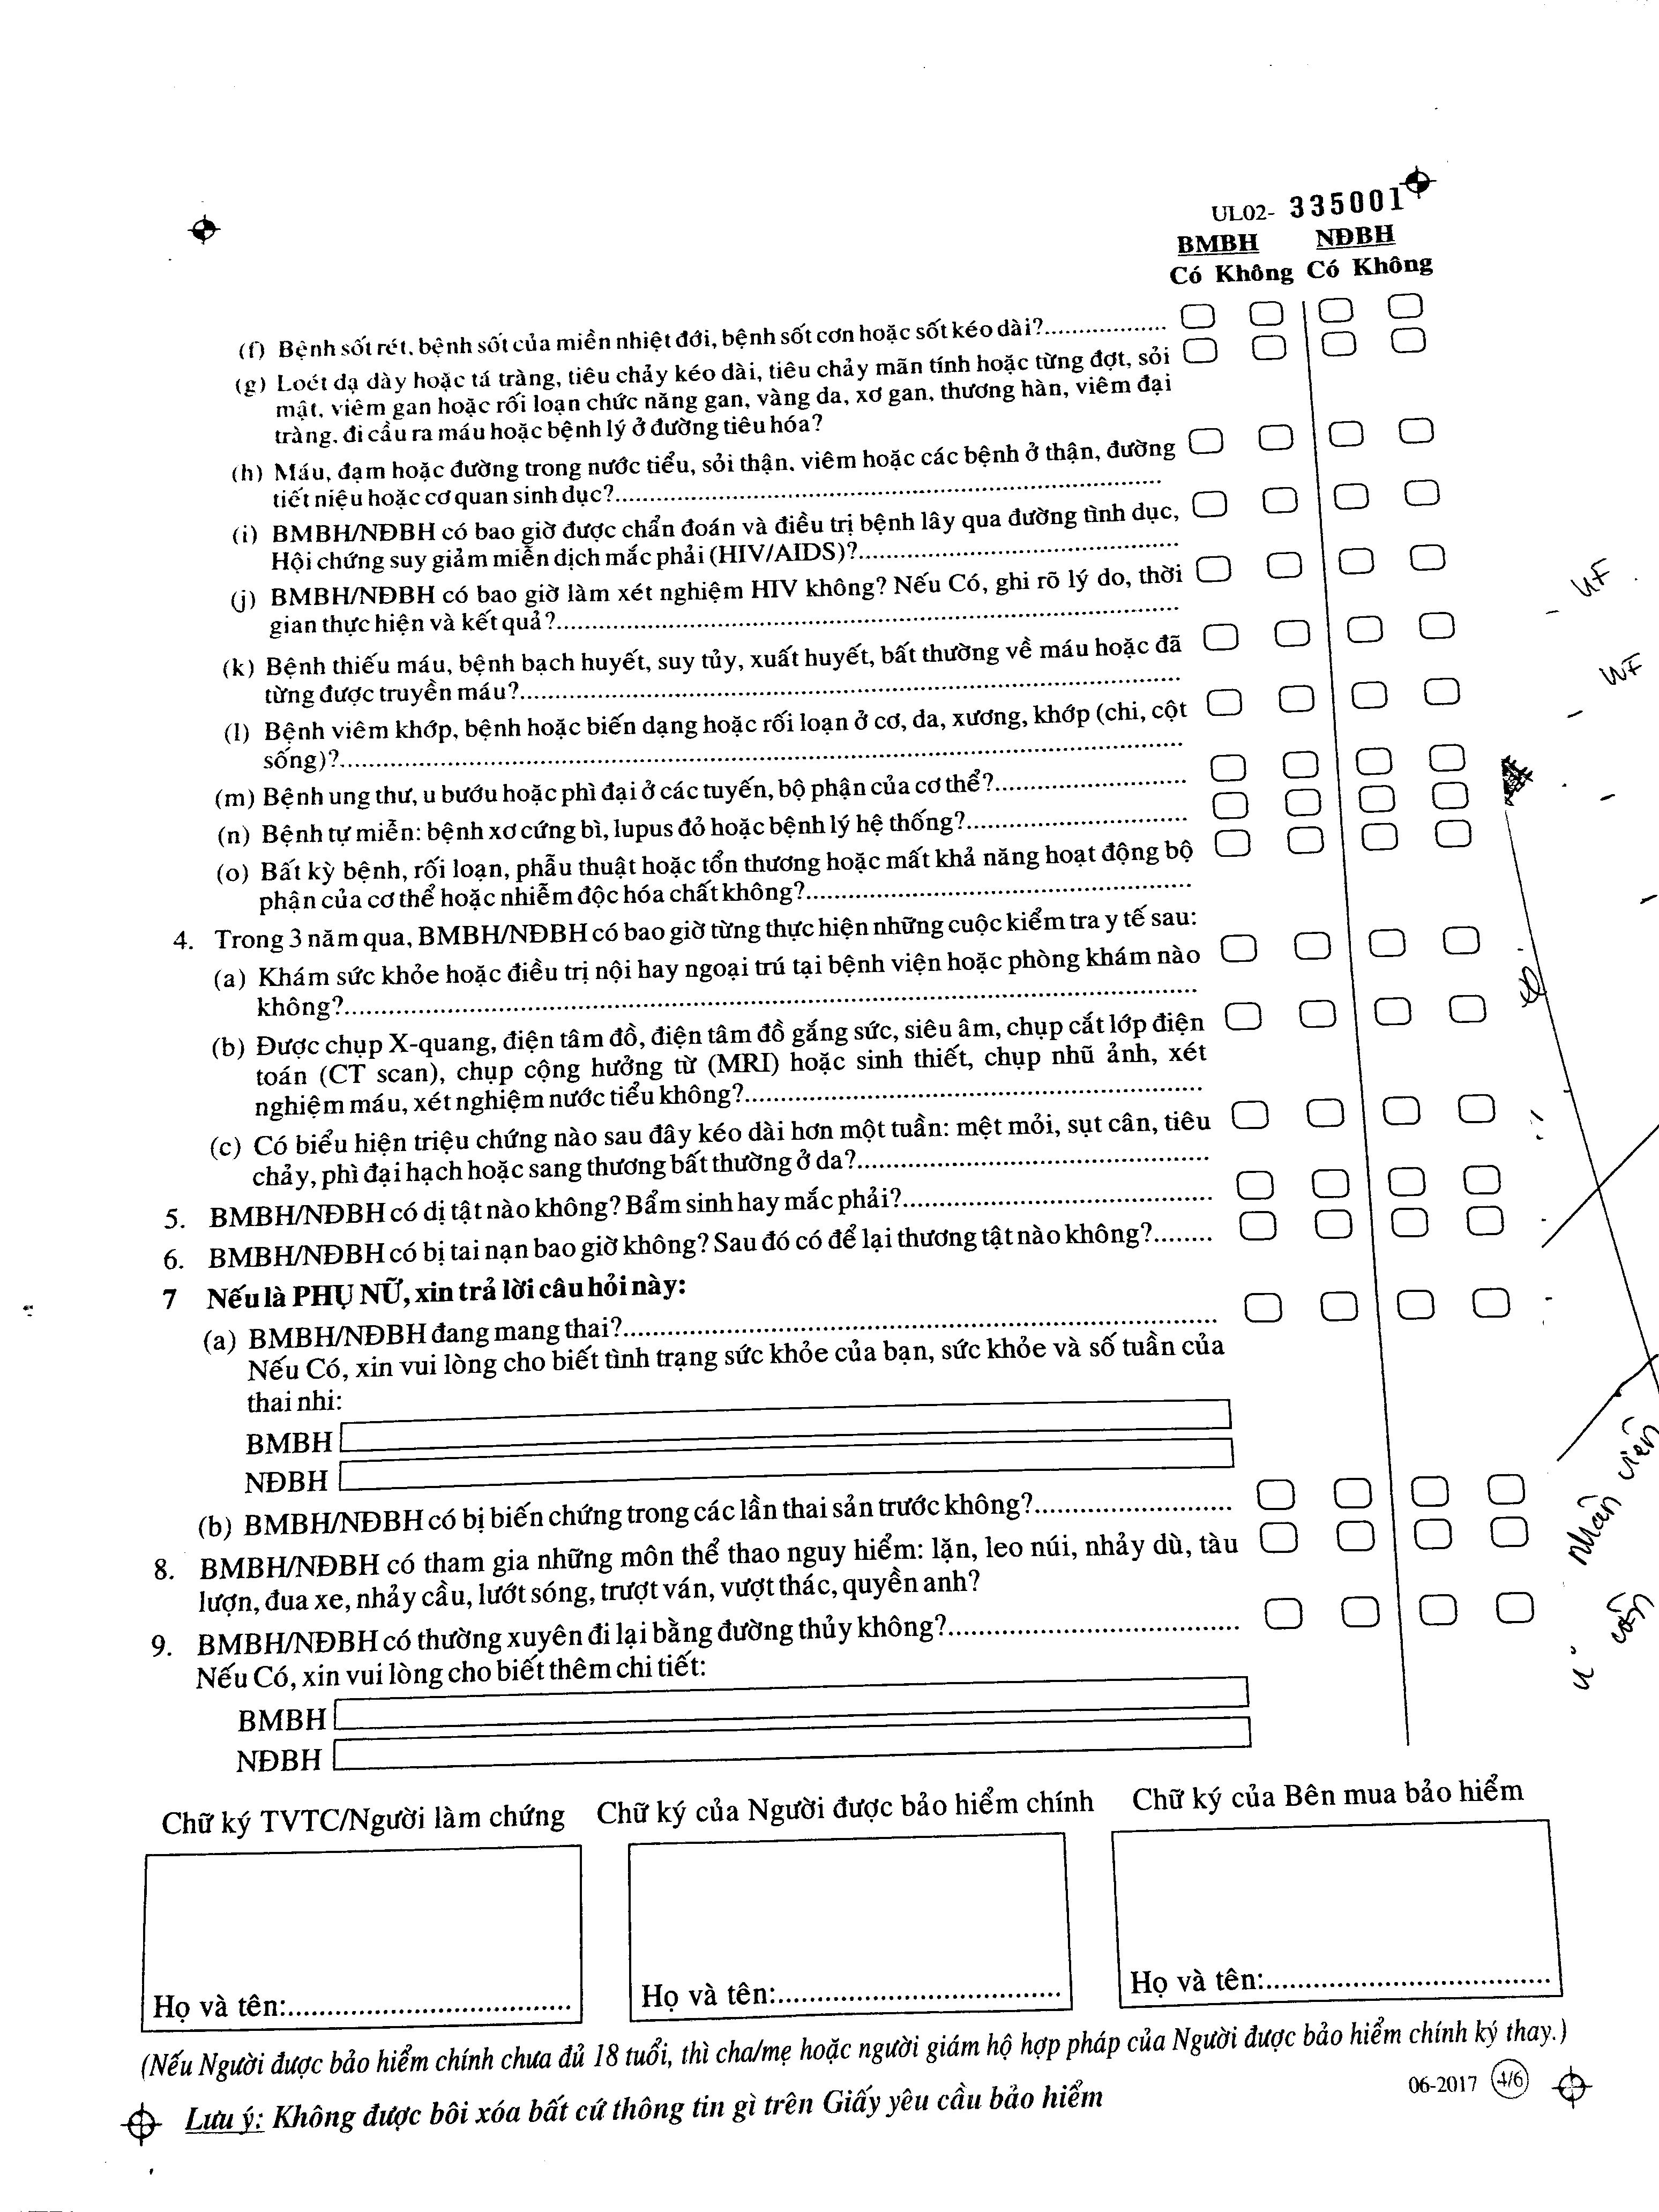 UL02- 335001
BMBH NĐBH
Có Không Có Không
(f) Bệnh sốt rét, bệnh sốt của miền nhiệt đới, bệnh sốt cơn hoặc sốt kéo dài?..................
(g) Loét dạ dày hoặc tá tràng, tiêu chảy kéo dài, tiêu chảy mãn tính hoặc từng đợt, sỏi
mật, viêm gan hoặc rối loạn chức năng gan, vàng da, xơ gan, thương hàn, viêm đại
tràng, đi cầu ra máu hoặc bệnh lý ở đường tiêu hóa?
(h) Máu, đạm hoặc đường trong nước tiểu, sỏi thận, viêm hoặc các bệnh ở thận, đường
tiết niệu hoặc cơ quan sinh dục?..................
(i) BMBH/NĐBH có bao giờ được chẩn đoán và điều trị bệnh lây qua đường tình dục,
Hội chứng suy giảm miễn dịch mắc phải (HIV/AIDS)?..................
(j) BMBH/NĐBH có bao giờ làm xét nghiệm HIV không? Nếu Có, ghi rõ lý do, thời
gian thực hiện và kết quả?..................
(k) Bệnh thiếu máu, bệnh bạch huyết, suy tủy, xuất huyết, bất thường về máu hoặc đã
từng được truyền máu?..................
(l) Bệnh viêm khớp, bệnh hoặc biến dạng hoặc rối loạn ở cơ, da, xương, khớp (chi, cột
sống)?..................
(m) Bệnh ung thư, u bướu hoặc phì đại ở các tuyến, bộ phận của cơ thể?..................
(n) Bệnh tự miễn: bệnh xơ cứng bì, lupus đỏ hoặc bệnh lý hệ thống?..................
(o) Bất kỳ bệnh, rối loạn, phẫu thuật hoặc tổn thương hoặc mất khả năng hoạt động bộ
phận của cơ thể hoặc nhiễm độc hóa chất không?..................
4. Trong 3 năm qua, BMBH/NĐBH có bao giờ từng thực hiện những cuộc kiểm tra y tế sau:
(a) Khám sức khỏe hoặc điều trị nội hay ngoại trú tại bệnh viện hoặc phòng khám nào
không?..................
(b) Được chụp X-quang, điện tâm đồ, điện tâm đồ gắng sức, siêu âm, chụp cắt lớp điện
toán (CT scan), chụp cộng hưởng từ (MRI) hoặc sinh thiết, chụp nhũ ảnh, xét
nghiệm máu, xét nghiệm nước tiểu không?..................
(c) Có biểu hiện triệu chứng nào sau đây kéo dài hơn một tuần: mệt mỏi, sụt cân, tiêu
chảy, phì đại hạch hoặc sang thương bất thường ở da?..................
5. BMBH/NĐBH có dị tật nào không? Bẩm sinh hay mắc phải?..................
6. BMBH/NĐBH có bị tai nạn bao giờ không? Sau đó có để lại thương tật nào không?........
7 Nếu là PHỤ NỮ, xin trả lời câu hỏi này:
(a) BMBH/NĐBH đang mang thai?..................
Nếu Có, xin vui lòng cho biết tình trạng sức khỏe của bạn, sức khỏe và số tuần của
thai nhi:
BMBH
NĐBH
(b) BMBH/NĐBH có bị biến chứng trong các lần thai sản trước không?..................
8. BMBH/NĐBH có tham gia những môn thể thao nguy hiểm: lặn, leo núi, nhảy dù, tàu
lượn, đua xe, nhảy cầu, lướt sóng, trượt ván, vượt thác, quyền anh?
9. BMBH/NĐBH có thường xuyên đi lại bằng đường thủy không?..................
Nếu Có, xin vui lòng cho biết thêm chi tiết:
BMBH
NĐBH
nhân viên
Chữ ký TVTC/Người làm chứng Chữ ký của Người được bảo hiểm chính Chữ ký của Bên mua bảo hiểm
Họ và tên:.................. Họ và tên:.................. Họ và tên:..................
(Nếu Người được bảo hiểm chính chưa đủ 18 tuổi, thì cha/mẹ hoặc người giám hộ hợp pháp của Người được bảo hiểm chính ký thay.)
06-2017 4/6
Lưu ý: Không được bôi xóa bất cứ thông tin gì trên Giấy yêu cầu bảo hiểm